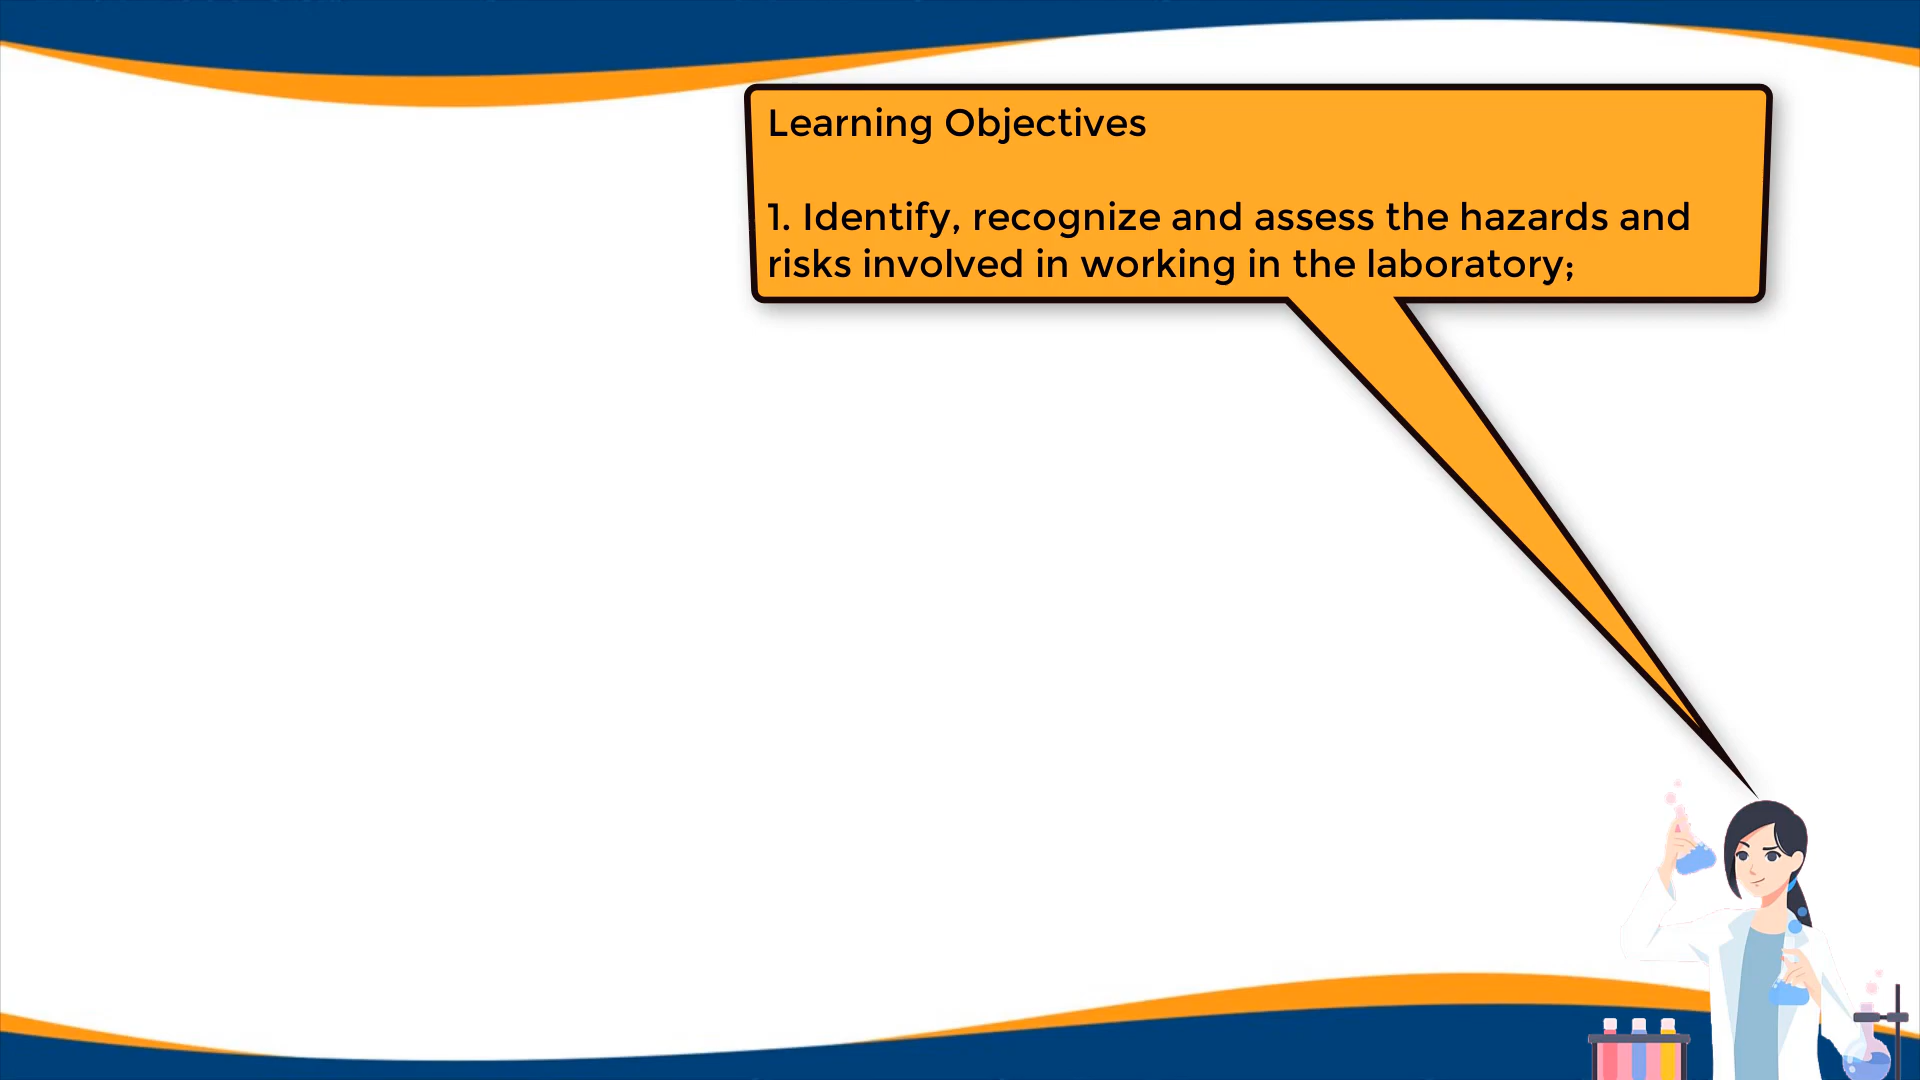 Learning Objectives
1. Identify, recognize and assess the hazards and
risks involved in working in the laboratory;